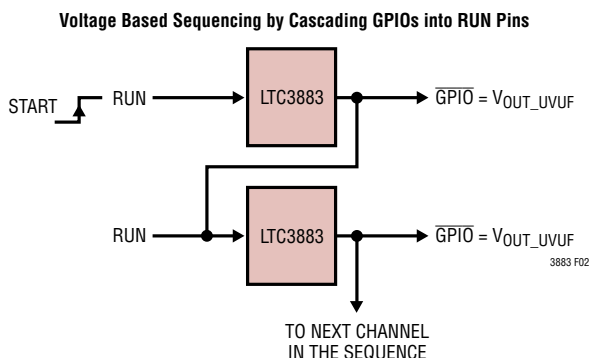 Voltage Based Sequencing by Cascading GPIOs into RUN Pins
START
RUN
LTC3883
GPIO = VOUT_UVUF
RUN
LTC3883
GPIO = VOUT_UVUF
3883 F02
TO NEXT CHANNEL
IN THE SEQUENCE